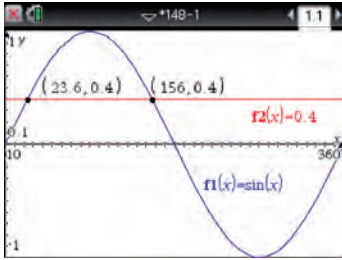 *148-1
1.1
1 y
(23.6,0.4)
(156,0.4)
f2(x)=0.4
0.1
x
10
360
f1(x)=sin(x)
-1